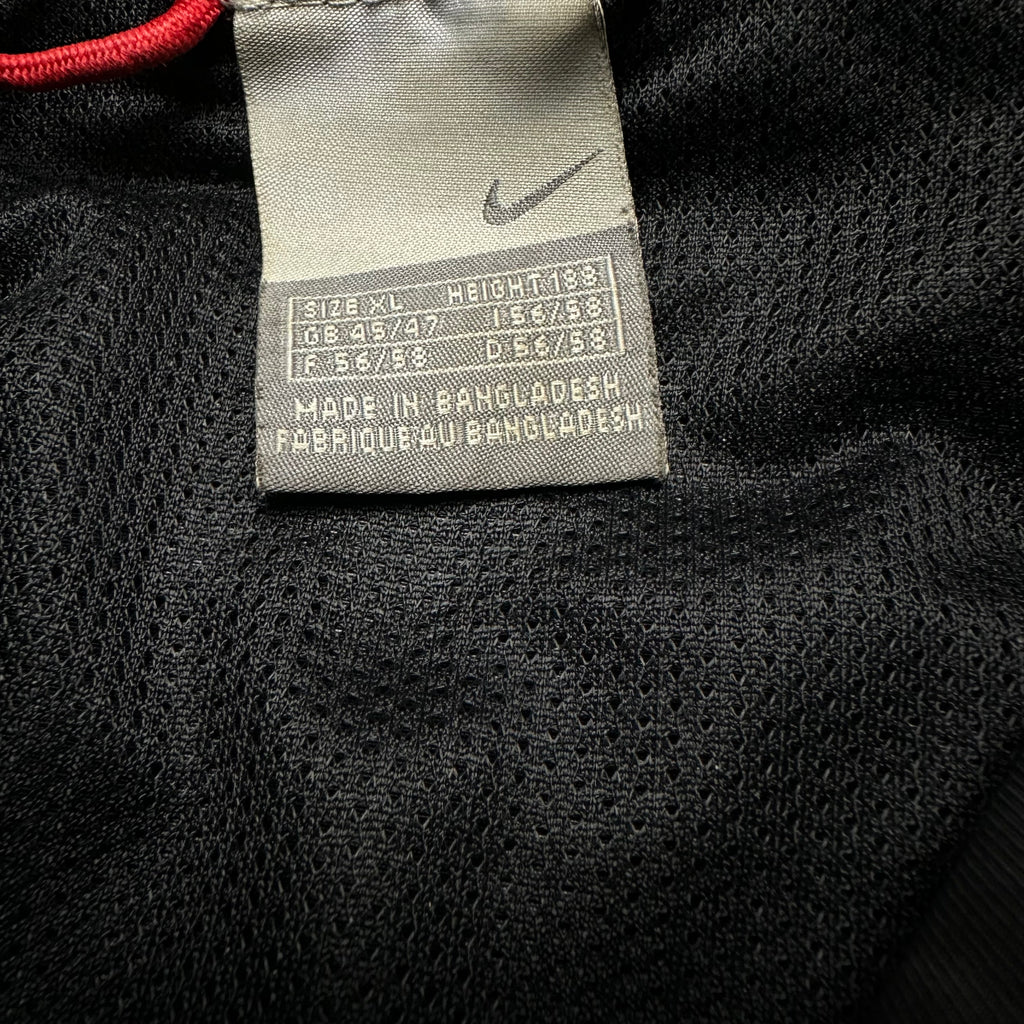 SIZE XL HEIGHT 188
GB 45/47 I 56/58
F 56/58 D 56/58
MADE IN BANGLADESH
FABRIQUE AU BANGLADESH